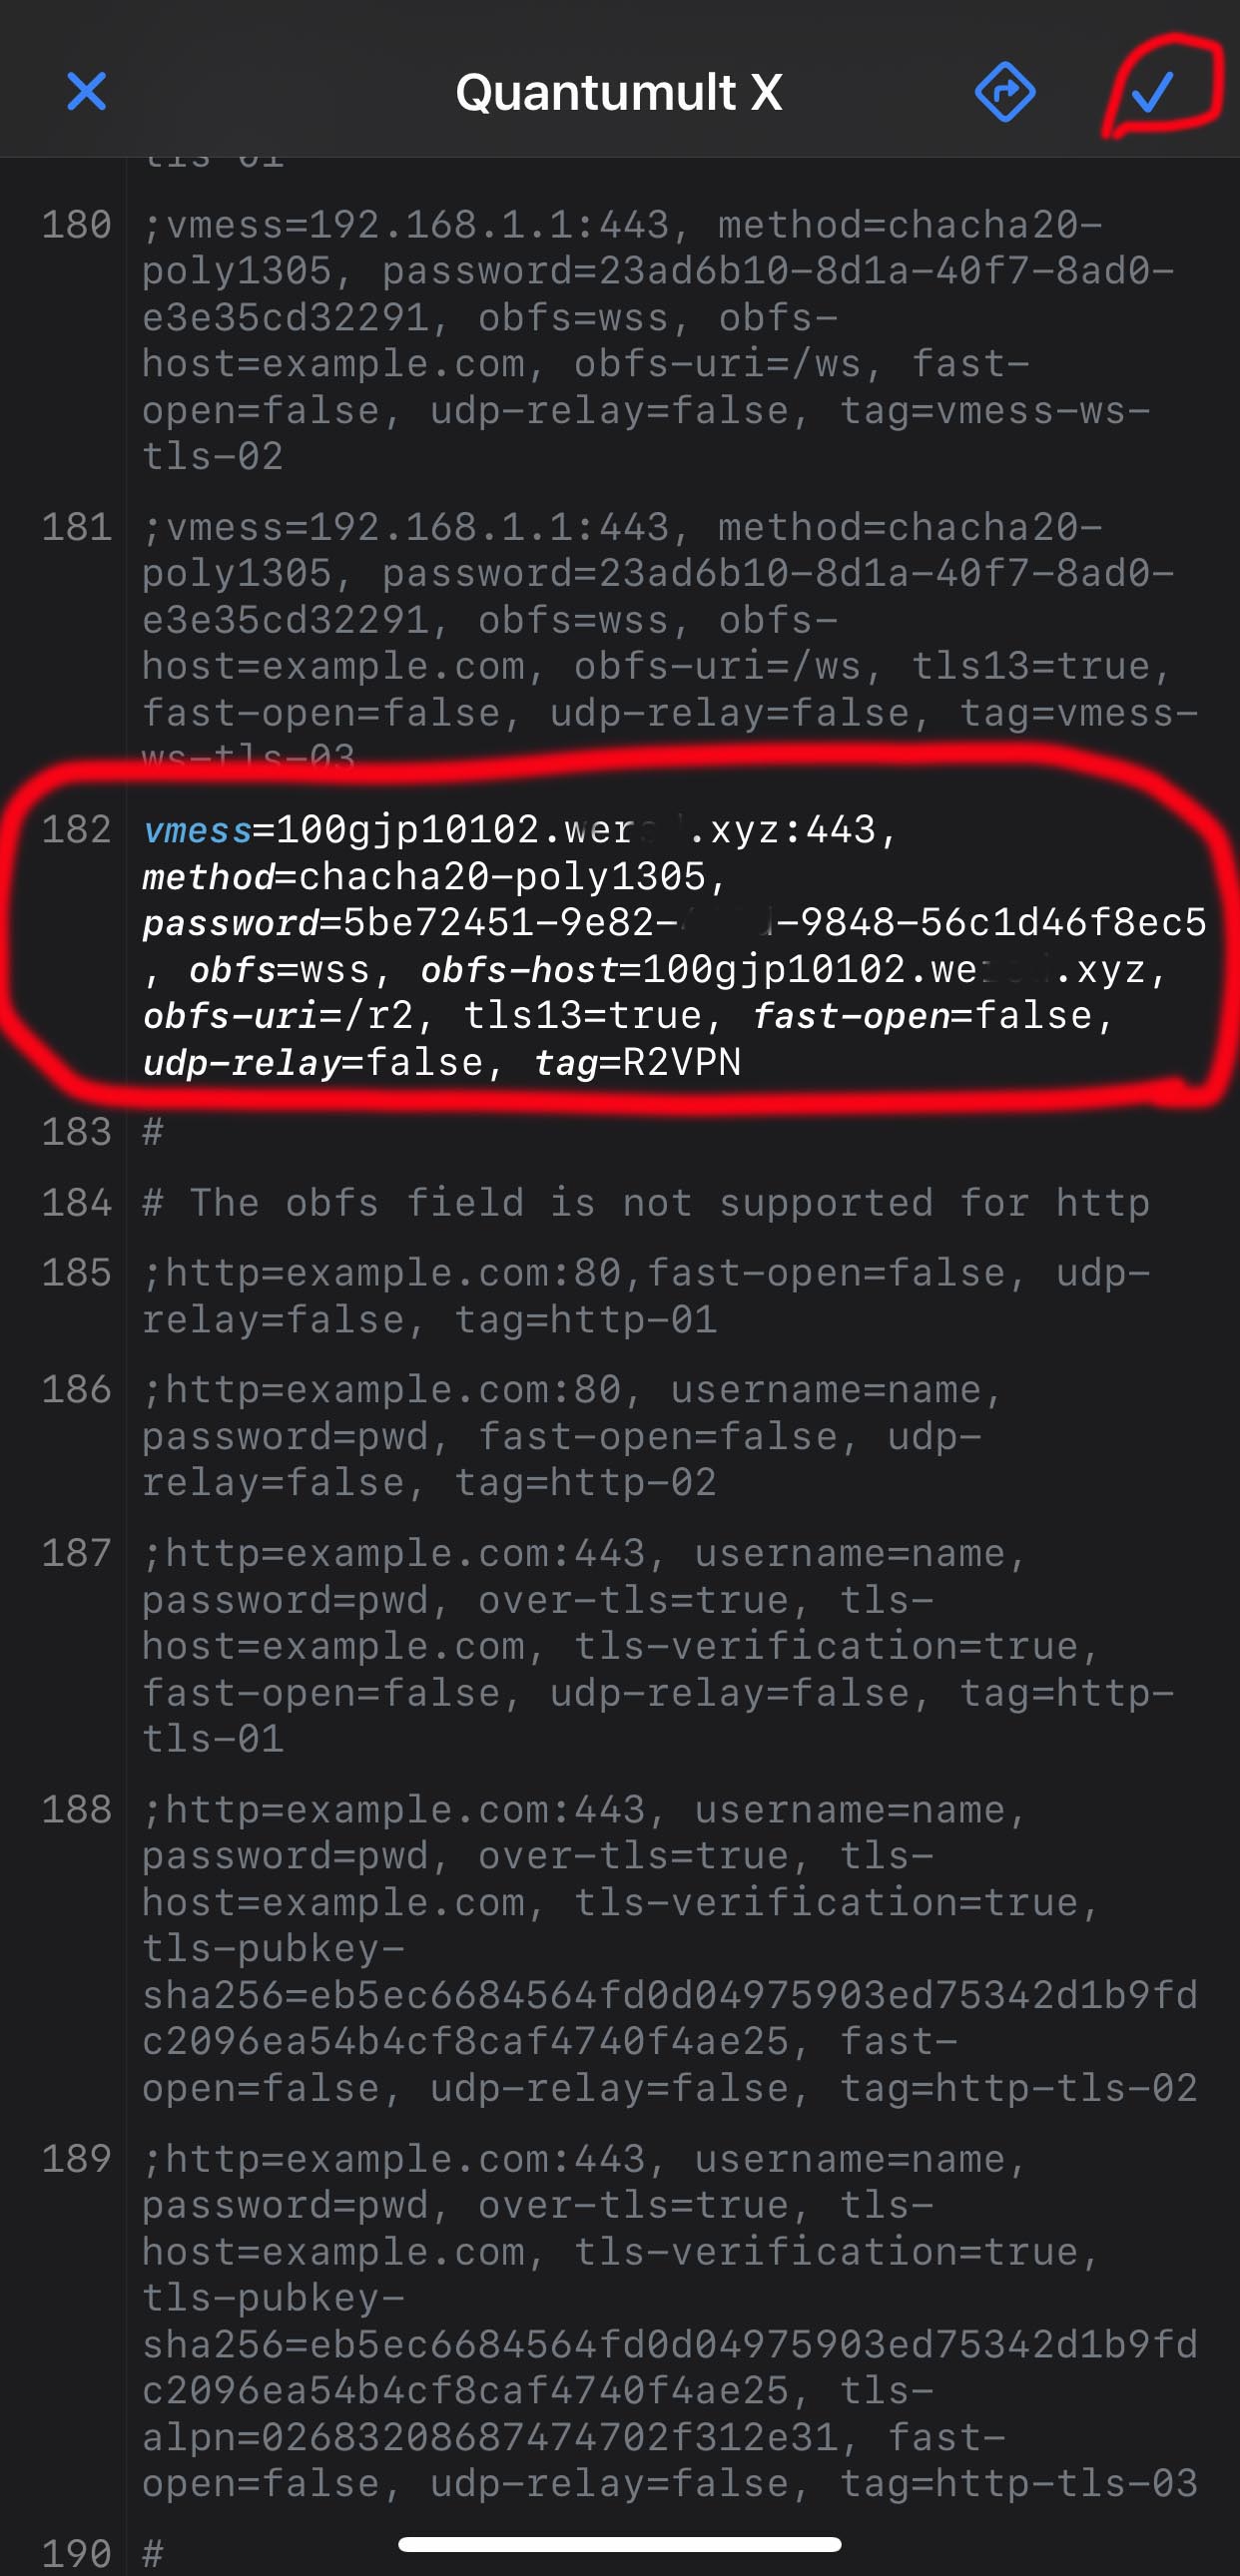 Quantumult X
180 ;vmess=192.168.1.1:443, method=chacha20-
poly1305, password=23ad6b10-8d1a-40f7-8ad0-
e3e35cd32291, obfs=wss, obfs-
host=example.com, obfs-uri=/ws, fast-
open=false, udp-relay=false, tag=vmess-ws-
tls-02
181 ;vmess=192.168.1.1:443, method=chacha20-
poly1305, password=23ad6b10-8d1a-40f7-8ad0-
e3e35cd32291, obfs=wss, obfs-
host=example.com, obfs-uri=/ws, tls13=true,
fast-open=false, udp-relay=false, tag=vmess-
ws-tls-03
182 vmess=100gjp10102.wer .xyz:443,
method=chacha20-poly1305,
password=5be72451-9e82- -9848-56c1d46f8ec5
, obfs=wss, obfs-host=100gjp10102.we .xyz,
obfs-uri=/r2, tls13=true, fast-open=false,
udp-relay=false, tag=R2VPN
183 #
184 # The obfs field is not supported for http
185 ;http=example.com:80,fast-open=false, udp-
relay=false, tag=http-01
186 ;http=example.com:80, username=name,
password=pwd, fast-open=false, udp-
relay=false, tag=http-02
187 ;http=example.com:443, username=name,
password=pwd, over-tls=true, tls-
host=example.com, tls-verification=true,
fast-open=false, udp-relay=false, tag=http-
tls-01
188 ;http=example.com:443, username=name,
password=pwd, over-tls=true, tls-
host=example.com, tls-verification=true,
tls-pubkey-
sha256=eb5ec6684564fd0d04975903ed75342d1b9fd
c2096ea54b4cf8caf4740f4ae25, fast-
open=false, udp-relay=false, tag=http-tls-02
189 ;http=example.com:443, username=name,
password=pwd, over-tls=true, tls-
host=example.com, tls-verification=true,
tls-pubkey-
sha256=eb5ec6684564fd0d04975903ed75342d1b9fd
c2096ea54b4cf8caf4740f4ae25, tls-
alpn=02683208687474702f312e31, fast-
open=false, udp-relay=false, tag=http-tls-03
190 #